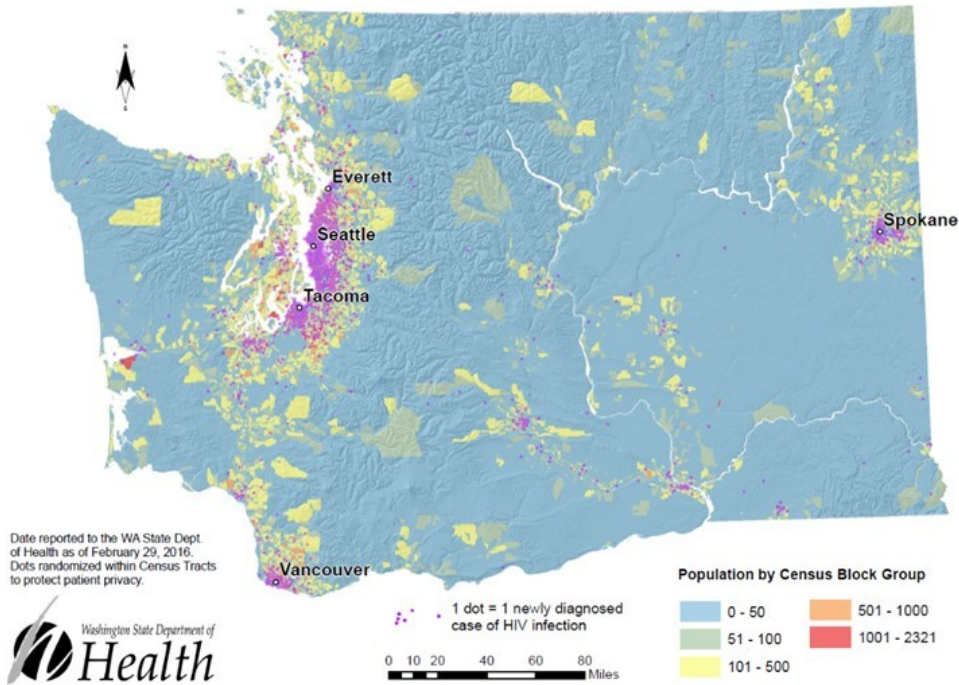 N
S
Everett
Seattle
Spokane
Tacoma
Vancouver
Date reported to the WA State Dept.
of Health as of February 29, 2016.
Dots randomized within Census Tracts
to protect patient privacy.
Washington State Department of
Health
1 dot = 1 newly diagnosed
case of HIV infection
0 10 20 40 60 80
Miles
Population by Census Block Group
0 - 50
51 - 100
101 - 500
501 - 1000
1001 - 2321